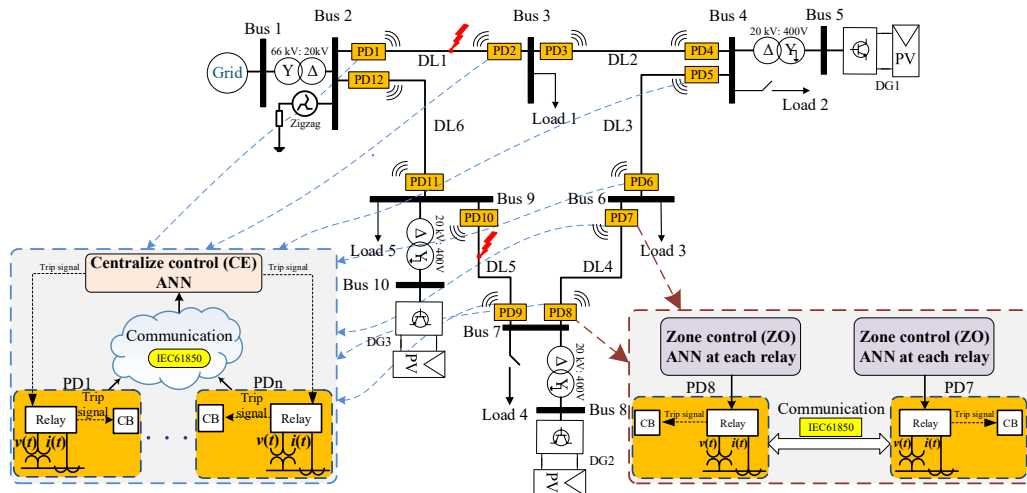 Bus 1
Bus 2
Bus 3
Bus 4
Bus 5
66 kV: 20kV
20 kV: 400V
PD1
DL1
PD2
PD3
DL2
PD4
Grid
Y
Δ
PD12
PD5
Δ
Y
PV
DG1
Zigzag
Load 1
Load 2
DL6
DL3
PD11
PD6
Bus 9
Bus 6
PD10
PD7
20 kV: 400V
Δ
Y
Load 5
Load 3
DL5
DL4
Bus 10
PD9
PD8
Bus 7
DG3
PV
20 kV: 400V
Δ
Y
Load 4
Bus 8
DG2
PV
Trip signal
Centralize control (CE)
ANN
Trip signal
Communication
IEC61850
PD1
PDn
Relay
Trip
signal
CB
v(t)
i(t)
. . . .
CB
Trip
signal
Relay
v(t)
i(t)
Zone control (ZO)
ANN at each relay
Zone control (ZO)
ANN at each relay
PD8
PD7
CB
Trip signal
Relay
v(t)
i(t)
Communication
IEC61850
Relay
Trip signal
CB
v(t)
i(t)